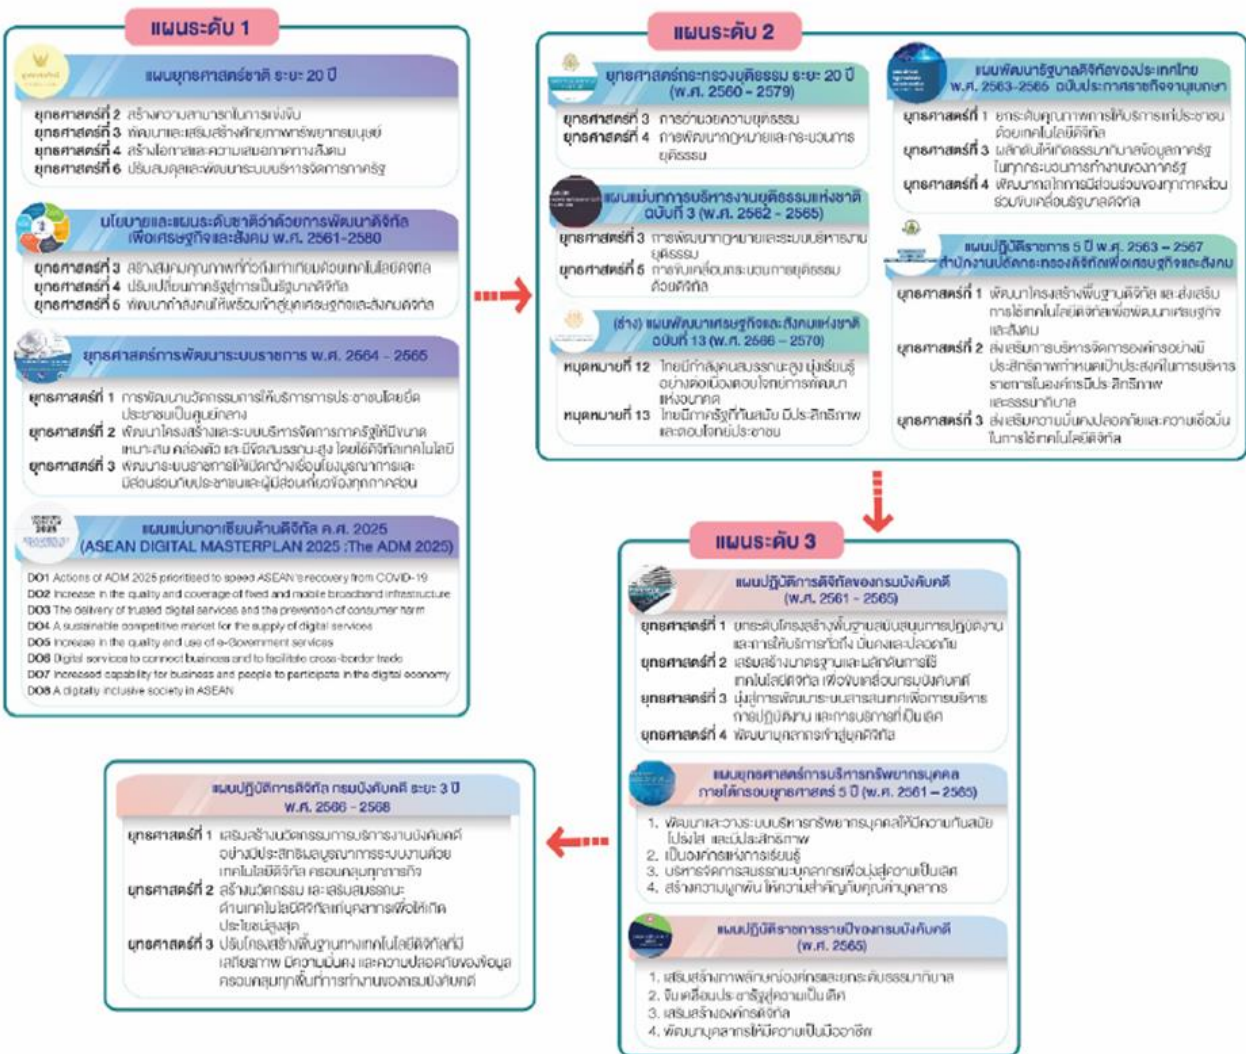 แผนระดับ 1
แผนยุทธศาสตร์ชาติ ระยะ 20 ปี
ยุทธศาสตร์ที่ 2 สร้างความสามารถในการแข่งขัน
ยุทธศาสตร์ที่ 3 พัฒนาและเสริมสร้างศักยภาพทรัพยากรมนุษย์
ยุทธศาสตร์ที่ 4 สร้างโอกาสและความเสมอภาคทางสังคม
ยุทธศาสตร์ที่ 6 ปรับสมดุลและพัฒนาระบบบริหารจัดการภาครัฐ
นโยบายและแผนระดับชาติว่าด้วยการพัฒนาดิจิทัล
เพื่อเศรษฐกิจและสังคม พ.ศ. 2561-2580
ยุทธศาสตร์ที่ 3 สร้างสังคมคุณภาพที่ทั่วถึงเท่าเทียมด้วยเทคโนโลยีดิจิทัล
ยุทธศาสตร์ที่ 4 ปรับเปลี่ยนภาครัฐสู่การเป็นรัฐบาลดิจิทัล
ยุทธศาสตร์ที่ 5 พัฒนากำลังคนให้พร้อมเข้าสู่ยุคเศรษฐกิจและสังคมดิจิทัล
ยุทธศาสตร์การพัฒนาระบบราชการ พ.ศ. 2564 - 2565
ยุทธศาสตร์ที่ 1 การพัฒนานวัตกรรมการให้บริการการประชาชนโดยยึด
ประชาชนเป็นศูนย์กลาง
ยุทธศาสตร์ที่ 2 พัฒนาโครงสร้างและระบบบริหารจัดการภาครัฐให้มีขนาด
เหมาะสม คล่องตัว และมีขีดสมรรถนะสูง โดยใช้ดิจิทัลเทคโนโลยี
ยุทธศาสตร์ที่ 3 พัฒนาระบบราชการให้เปิดกว้างเชื่อมโยงบูรณาการและ
มีส่วนร่วมกับประชาชนและผู้มีส่วนเกี่ยวข้องทุกภาคส่วน
2025
แผนแม่บทอาเซียนด้านดิจิทัล ค.ศ. 2025
(ASEAN DIGITAL MASTERPLAN 2025 :The ADM 2025)
DO1 Actions of ADM 2025 prioritised to speed ASEAN's recovery from COVID-19
DO2 Increase in the quality and coverage of fixed and mobile broadband infrastructure
DO3 The delivery of trusted digital services and the prevention of consumer harm
DO4 A sustainable competitive market for the supply of digital services
DO5 Increase in the quality and use of e-Government services
DO6 Digital services to connect business and to facilitate cross-border trade
DO7 Increased capability for business and people to participate in the digital economy
DO8 A digitally inclusive society in ASEAN
แผนระดับ 2
ยุทธศาสตร์กระทรวงยุติธรรม ระยะ 20 ปี
(พ.ศ. 2560 - 2579)
ยุทธศาสตร์ที่ 3 การอำนวยความยุติธรรม
ยุทธศาสตร์ที่ 4 การพัฒนากฎหมายและกระบวนการ
ยุติธรรม
แผนแม่บทการบริหารงานยุติธรรมแห่งชาติ
ฉบับที่ 3 (พ.ศ. 2562 - 2565)
ยุทธศาสตร์ที่ 3 การพัฒนากฎหมายและระบบบริหารงาน
ยุติธรรม
ยุทธศาสตร์ที่ 5 การขับเคลื่อนกระบวนการยุติธรรม
ด้วยดิจิทัล
(ร่าง) แผนพัฒนาเศรษฐกิจและสังคมแห่งชาติ
ฉบับที่ 13 (พ.ศ. 2566 - 2570)
หมุดหมายที่ 12 ไทยมีกำลังคนสมรรถนะสูง มุ่งเรียนรู้
อย่างต่อเนื่องตอบโจทย์การพัฒนา
แห่งอนาคต
หมุดหมายที่ 13 ไทยมีภาครัฐที่ทันสมัย มีประสิทธิภาพ
และตอบโจทย์ประชาชน
แผนพัฒนารัฐบาลดิจิทัลของประเทศไทย
พ.ศ. 2563-2565 ฉบับประกาศราชกิจจานุเบกษา
ยุทธศาสตร์ที่ 1 ยกระดับคุณภาพการให้บริการแก่ประชาชน
ด้วยเทคโนโลยีดิจิทัล
ยุทธศาสตร์ที่ 3 ผลักดันให้เกิดธรรมาภิบาลข้อมูลภาครัฐ
ในทุกกระบวนการทำงานของภาครัฐ
ยุทธศาสตร์ที่ 4 พัฒนากลไกการมีส่วนร่วมของทุกภาคส่วน
ร่วมขับเคลื่อนรัฐบาลดิจิทัล
แผนปฏิบัติราชการ 5 ปี พ.ศ. 2563 – 2567
สำนักงานปลัดกระทรวงดิจิทัลเพื่อเศรษฐกิจและสังคม
ยุทธศาสตร์ที่ 1 พัฒนาโครงสร้างพื้นฐานดิจิทัล และส่งเสริม
การใช้เทคโนโลยีดิจิทัลเพื่อพัฒนาเศรษฐกิจ
และสังคม
ยุทธศาสตร์ที่ 2 ส่งเสริมการบริหารจัดการองค์กรอย่างมี
ประสิทธิภาพกำหนดเป้าประสงค์ในการบริหาร
ราชการในองค์กรมีประสิทธิภาพ
และธรรมาภิบาล
ยุทธศาสตร์ที่ 3 ส่งเสริมความมั่นคงปลอดภัยและความเชื่อมั่น
ในการใช้เทคโนโลยีดิจิทัล
แผนระดับ 3
แผนปฏิบัติการดิจิทัลของกรมบังคับคดี
(พ.ศ. 2561 - 2565)
ยุทธศาสตร์ที่ 1 ยกระดับโครงสร้างพื้นฐานสนับสนุนการปฏิบัติงาน
และการให้บริการทั่วถึง มั่นคงและปลอดภัย
ยุทธศาสตร์ที่ 2 เสริมสร้างมาตรฐานและผลักดันการใช้
เทคโนโลยีดิจิทัล เพื่อขับเคลื่อนกรมบังคับคดี
ยุทธศาสตร์ที่ 3 มุ่งสู่การพัฒนาระบบสารสนเทศเพื่อการบริหาร
การปฏิบัติงาน และการบริการที่เป็นเลิศ
ยุทธศาสตร์ที่ 4 พัฒนาบุคลากรเข้าสู่ยุคดิจิทัล
แผนยุทธศาสตร์การบริหารทรัพยากรบุคคล
ภายใต้กรอบยุทธศาสตร์ 5 ปี (พ.ศ. 2561 – 2565)
1. พัฒนาและวางระบบบริหารทรัพยากรบุคคลให้มีความทันสมัย
โปร่งใส และมีประสิทธิภาพ
2. เป็นองค์กรแห่งการเรียนรู้
3. บริหารจัดการสมรรถนะบุคลากรเพื่อมุ่งสู่ความเป็นเลิศ
4. สร้างความผูกพัน ให้ความสำคัญกับคุณค่าบุคลากร
แผนปฏิบัติราชการรายปีของกรมบังคับคดี
(พ.ศ. 2565)
1. เสริมสร้างภาพลักษณ์องค์กรและยกระดับธรรมาภิบาล
2. ขับเคลื่อนประชารัฐสู่ความเป็นเลิศ
3. เสริมสร้างองค์กรดิจิทัล
4. พัฒนาบุคลากรให้มีความเป็นมืออาชีพ
แผนปฏิบัติการดิจิทัล กรมบังคับคดี ระยะ 3 ปี
พ.ศ. 2566 - 2568
ยุทธศาสตร์ที่ 1 เสริมสร้างนวัตกรรมการบริการงานบังคับคดี
อย่างมีประสิทธิผลบูรณาการระบบงานด้วย
เทคโนโลยีดิจิทัล ครอบคลุมทุกภารกิจ
ยุทธศาสตร์ที่ 2 สร้างนวัตกรรม และเสริมสมรรถนะ
ด้านเทคโนโลยีดิจิทัลแก่บุคลากรเพื่อให้เกิด
ประโยชน์สูงสุด
ยุทธศาสตร์ที่ 3 ปรับโครงสร้างพื้นฐานทางเทคโนโลยีดิจิทัลที่มี
เสถียรภาพ มีความมั่นคง และความปลอดภัยของข้อมูล
ครอบคลุมทุกพื้นที่การทำงานของกรมบังคับคดี